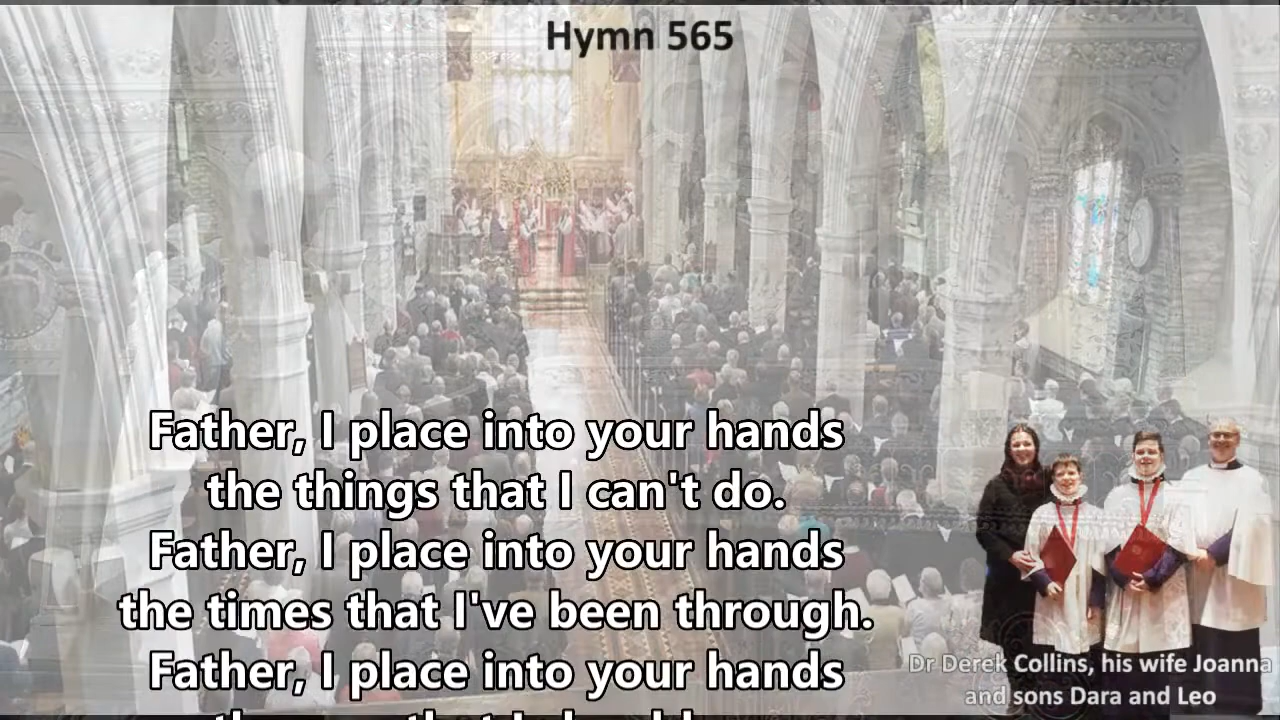 Hymn 565
Father, I place into your hands
the things that I can't do.
Father, I place into your hands
the times that I've been through.
Father, I place into your hands
Dr Derek Collins, his wife Joanna
and sons Dara and Leo